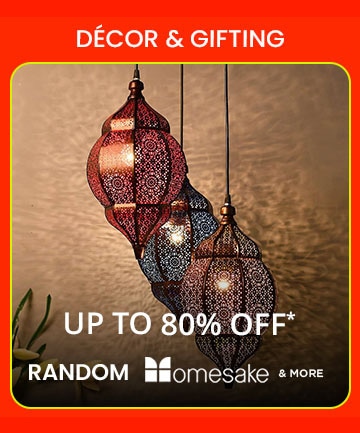 DÉCOR & GIFTING
UP TO 80% OFF*
RANDOM Homesake & MORE